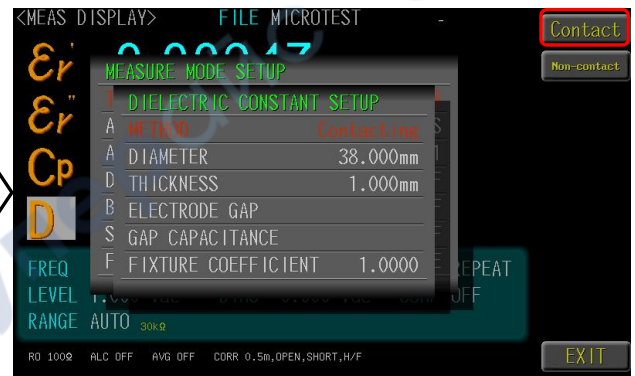 <MEAS DISPLAY> FILE MICROTEST -
Contact
Non-contact
εr'
MEASURE MODE SETUP
εr"
DIELECTRIC CONSTANT SETUP
METHOD Contacting
DIAMETER 38.000mm
Cp
THICKNESS 1.000mm
D
ELECTRODE GAP
GAP CAPACITANCE
FIXTURE COEFFICIENT 1.0000
FREQ REPEAT
LEVEL OFF
RANGE AUTO 30kΩ
RO 100Ω ALC OFF AVG OFF CORR 0.5m,OPEN,SHORT,H/F
EXIT